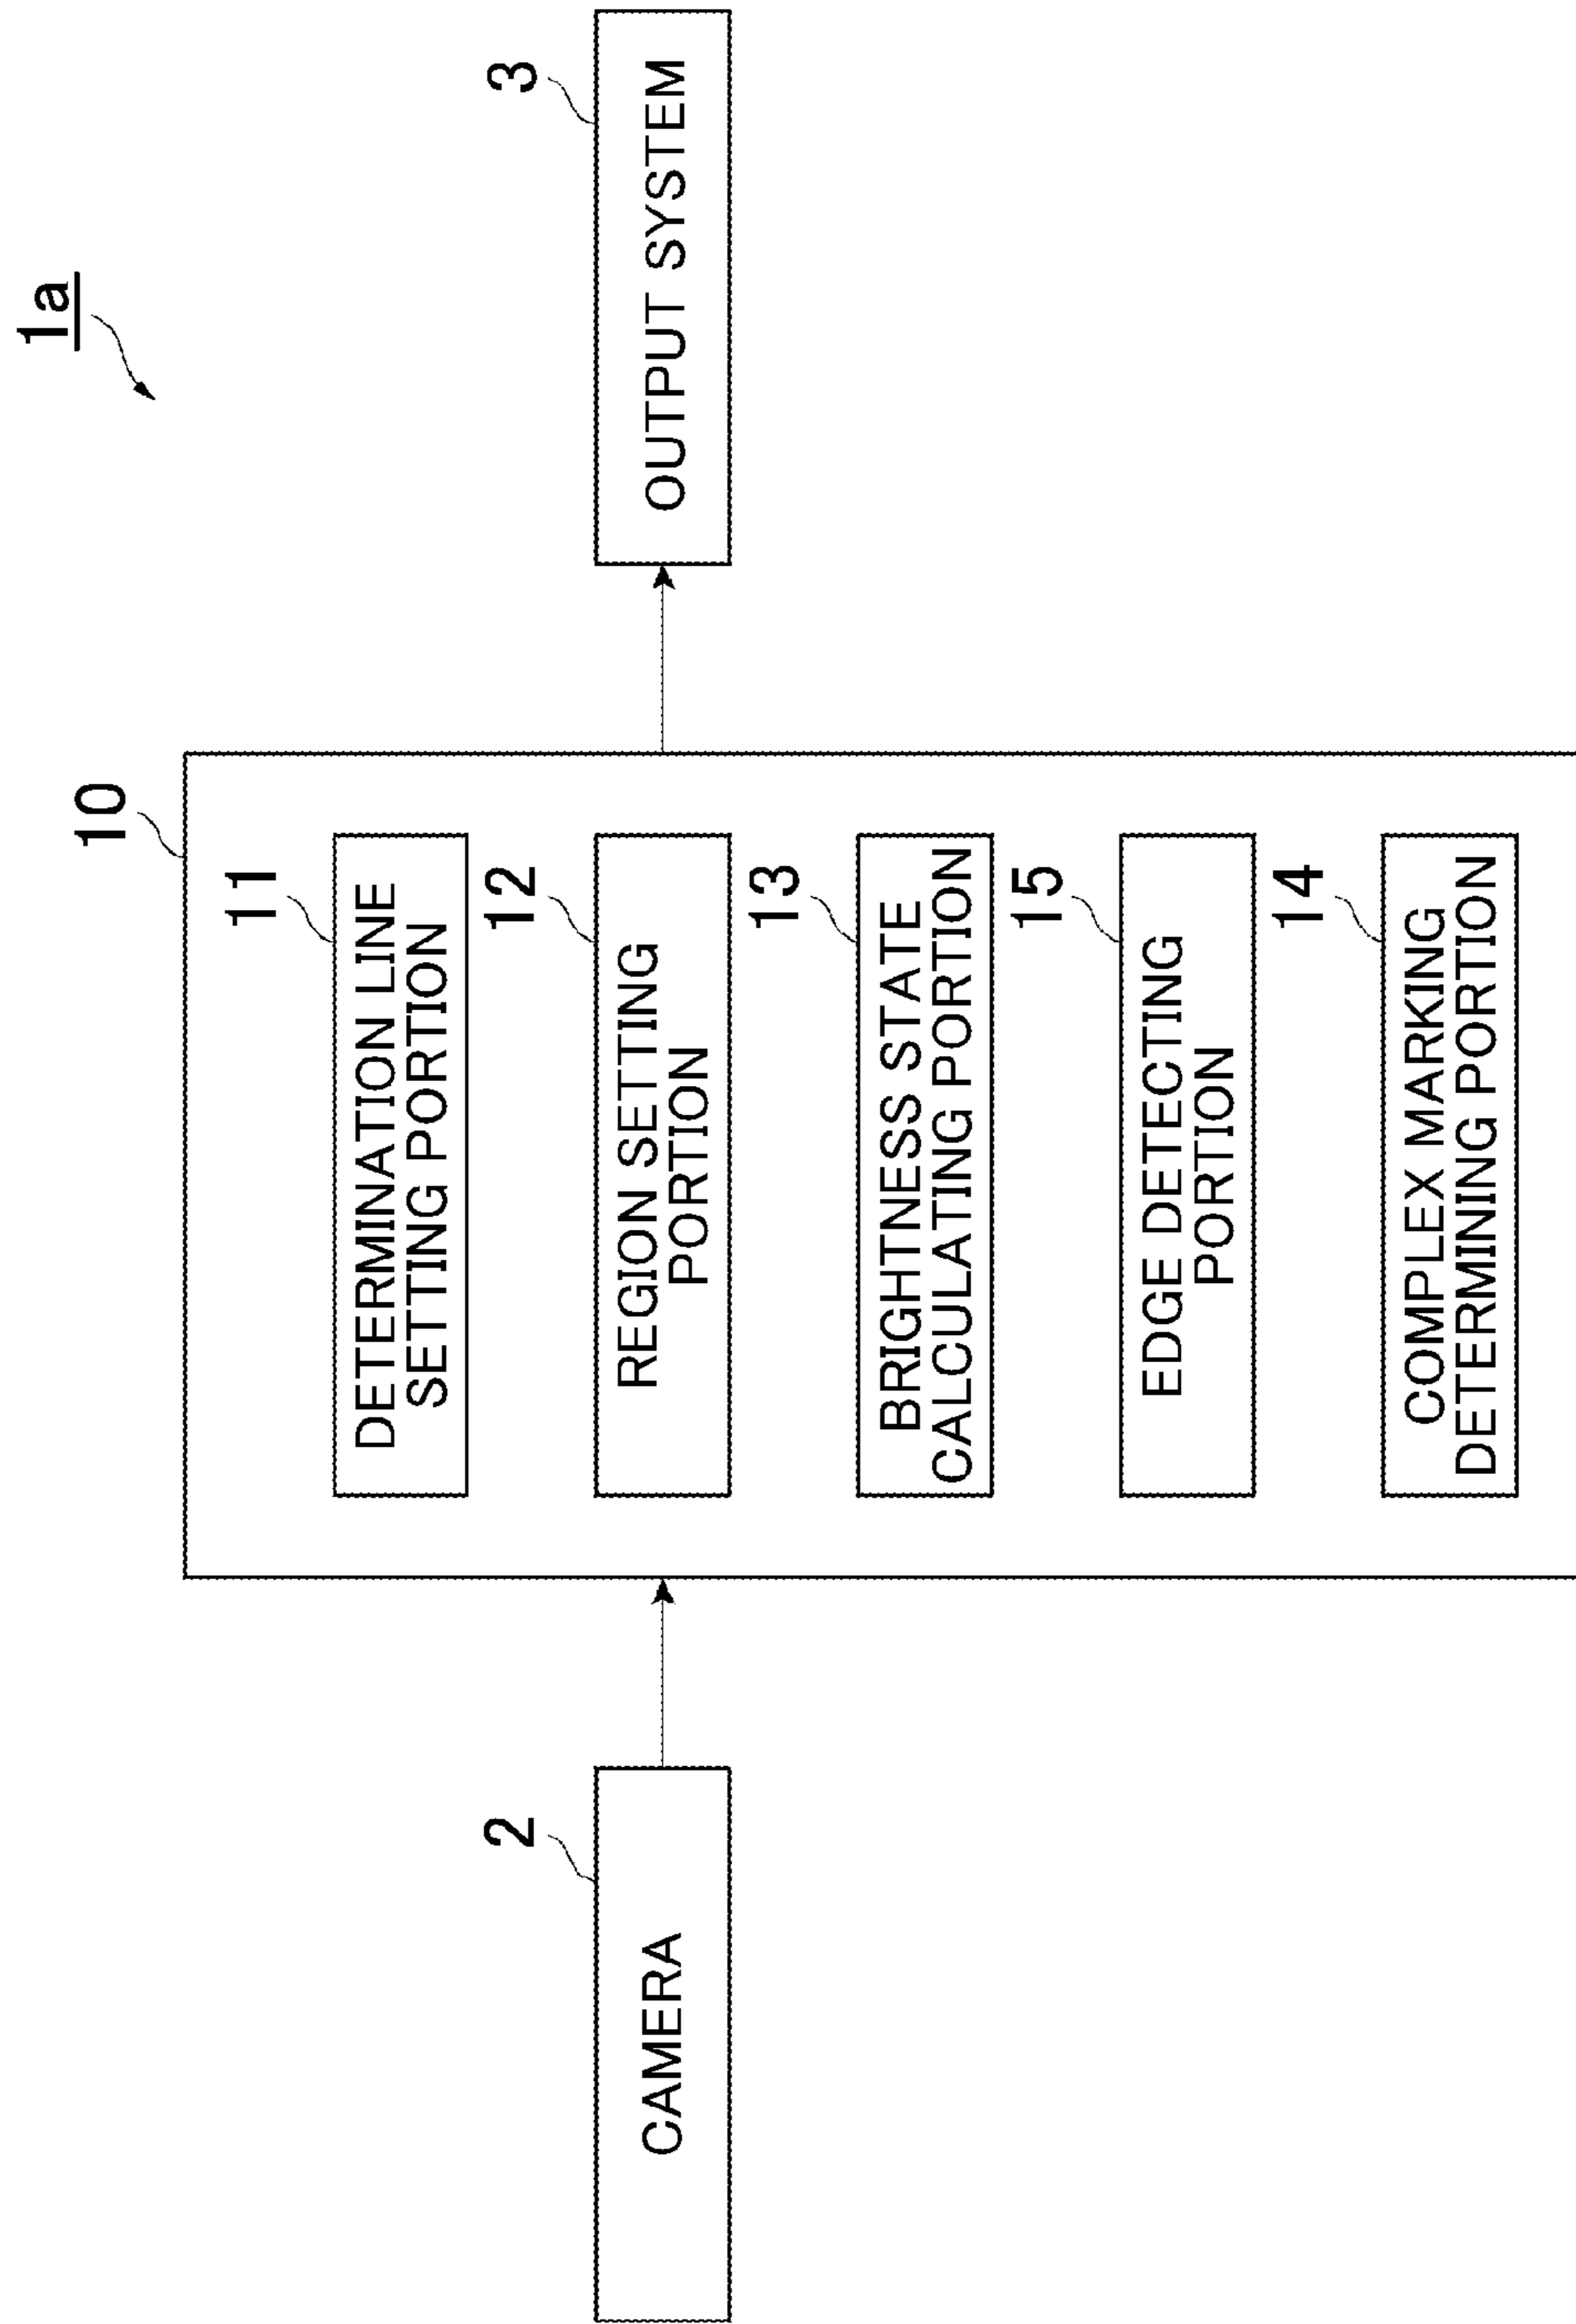 1a
10
2
CAMERA
11
DETERMINATION LINE
SETTING PORTION
12
REGION SETTING
PORTION
13
BRIGHTNESS STATE
CALCULATING PORTION
15
EDGE DETECTING
PORTION
14
COMPLEX MARKING
DETERMINING PORTION
3
OUTPUT SYSTEM